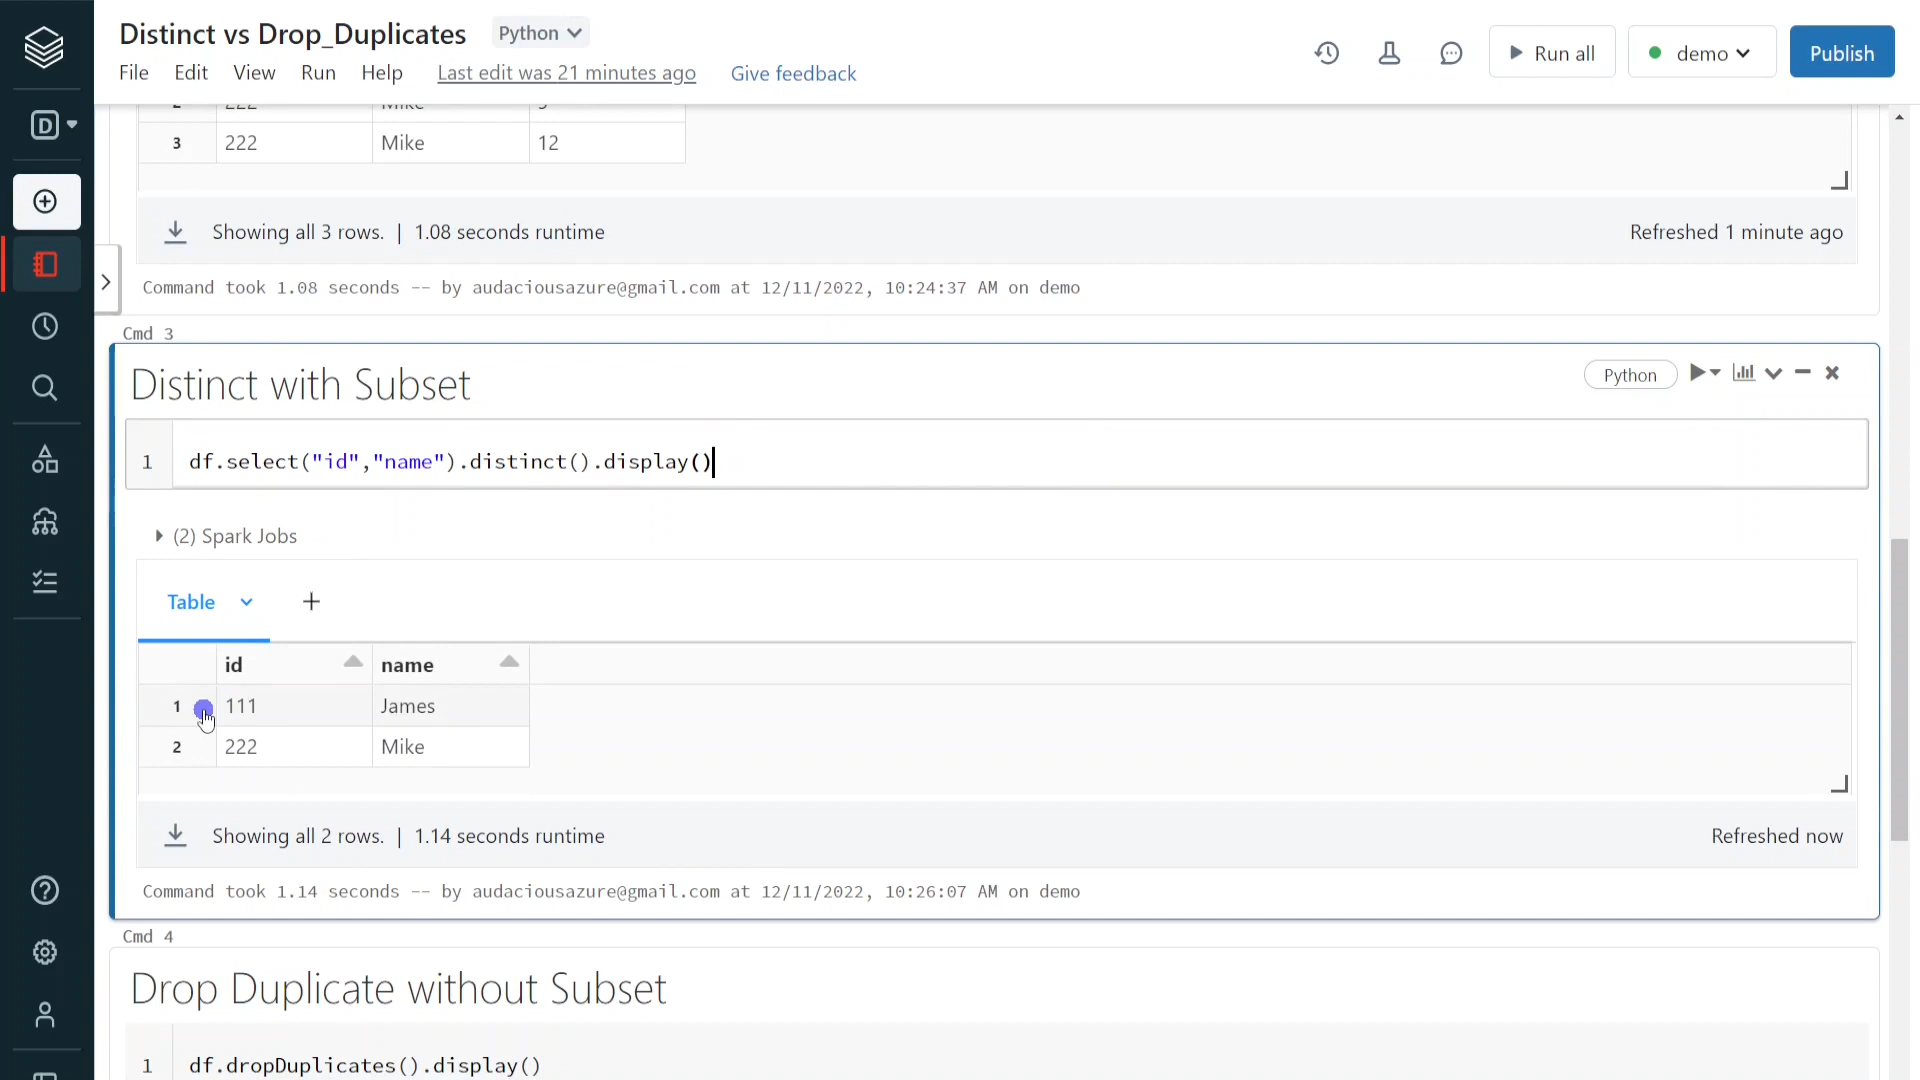 Distinct vs Drop_Duplicates Python
File Edit View Run Help Last edit was 21 minutes ago Give feedback
Run all demo Publish
D
2 222 Mike
3 222 Mike 12
Showing all 3 rows. | 1.08 seconds runtime Refreshed 1 minute ago
Command took 1.08 seconds -- by audaciousazure@gmail.com at 12/11/2022, 10:24:37 AM on demo
Cmd 3
Distinct with Subset Python
1 df.select("id","name").distinct().display()
(2) Spark Jobs
Table +
id name
1 111 James
2 222 Mike
Showing all 2 rows. | 1.14 seconds runtime Refreshed now
Command took 1.14 seconds -- by audaciousazure@gmail.com at 12/11/2022, 10:26:07 AM on demo
Cmd 4
Drop Duplicate without Subset
1 df.dropDuplicates().display()